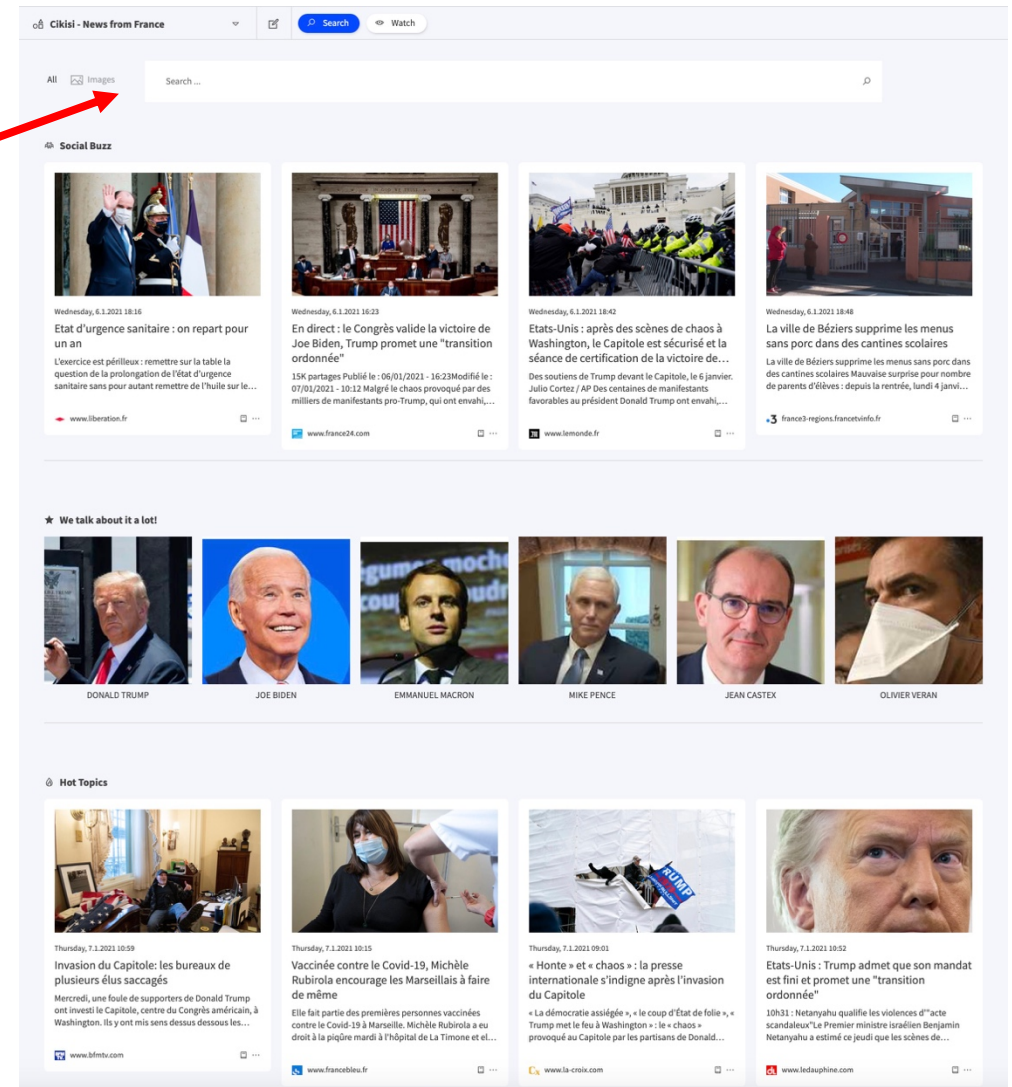 Cikisi - News from France
Search
Watch
All
Images
Search ...
Social Buzz
Wednesday, 6.1.2021 18:16
Etat d'urgence sanitaire : on repart pour
un an
L'exercice est périlleux : remettre sur la table la
question de la prolongation de l'état d'urgence
sanitaire sans pour autant remettre de l'huile sur le…
www.liberation.fr
Wednesday, 6.1.2021 16:23
En direct : le Congrès valide la victoire de
Joe Biden, Trump promet une "transition
ordonnée"
15K partages Publié le : 06/01/2021 - 16:23Modifié le :
07/01/2021 - 10:12 Malgré le chaos provoqué par des
milliers de manifestants pro-Trump, qui ont envahi,…
www.france24.com
Wednesday, 6.1.2021 18:42
Etats-Unis : après des scènes de chaos à
Washington, le Capitole est sécurisé et la
séance de certification de la victoire de…
Des soutiens de Trump devant le Capitole, le 6 janvier.
Julio Cortez / AP Des centaines de manifestants
favorables au président Donald Trump ont envahi,…
www.lemonde.fr
Wednesday, 6.1.2021 18:48
La ville de Béziers supprime les menus
sans porc dans des cantines scolaires
La ville de Béziers supprime les menus sans porc dans
des cantines scolaires Mauvaise surprise pour nombre
de parents d'élèves : depuis la rentrée, lundi 4 janvi…
3 france3-regions.francetvinfo.fr
We talk about it a lot!
DONALD TRUMP
JOE BIDEN
EMMANUEL MACRON
MIKE PENCE
JEAN CASTEX
OLIVIER VERAN
Hot Topics
Thursday, 7.1.2021 10:59
Invasion du Capitole: les bureaux de
plusieurs élus saccagés
Mercredi, une foule de supporters de Donald Trump
ont investi le Capitole, centre du Congrès américain, à
Washington. Ils y ont mis sens dessus dessous les…
www.bfmtv.com
Thursday, 7.1.2021 10:15
Vaccinée contre le Covid-19, Michèle
Rubirola encourage les Marseillais à faire
de même
Elle fait partie des premières personnes vaccinées
contre le Covid-19 à Marseille. Michèle Rubirola a eu
droit à la piqûre mardi à l'hôpital de La Timone et el…
www.francebleu.fr
TRUMP
Thursday, 7.1.2021 09:01
« Honte » et « chaos » : la presse
internationale s'indigne après l'invasion
du Capitole
« La démocratie assiégée », « le coup d'État de folie », «
Trump met le feu à Washington » : le « chaos »
provoqué au Capitole par les partisans de Donald…
www.la-croix.com
Thursday, 7.1.2021 10:52
Etats-Unis : Trump admet que son mandat
est fini et promet une "transition
ordonnée"
10h31 : Netanyahu qualifie les violences d'"acte
scandaleux"Le Premier ministre israélien Benjamin
Netanyahu a estimé ce jeudi que les scènes de…
www.ledauphine.com